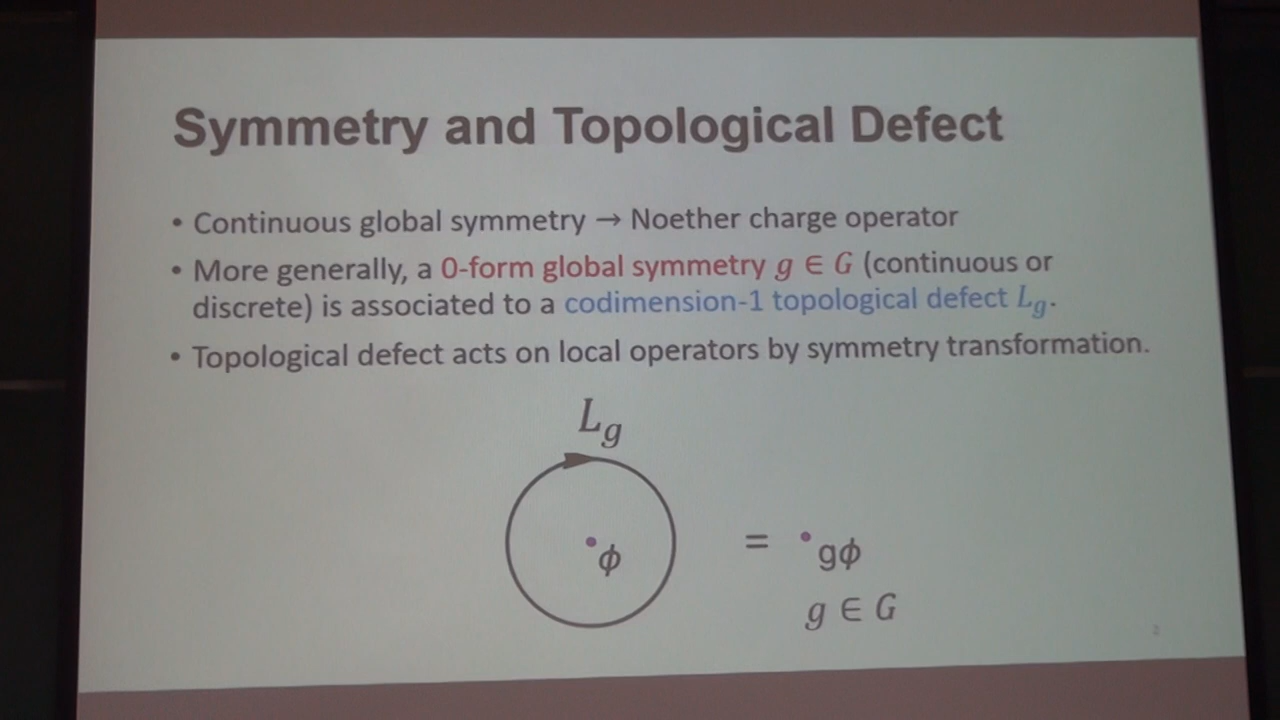 Symmetry and Topological Defect
• Continuous global symmetry → Noether charge operator
• More generally, a 0-form global symmetry g ∈ G (continuous or
discrete) is associated to a codimension-1 topological defect L_g.
• Topological defect acts on local operators by symmetry transformation.
L_g
ϕ
= gϕ
g ∈ G
2